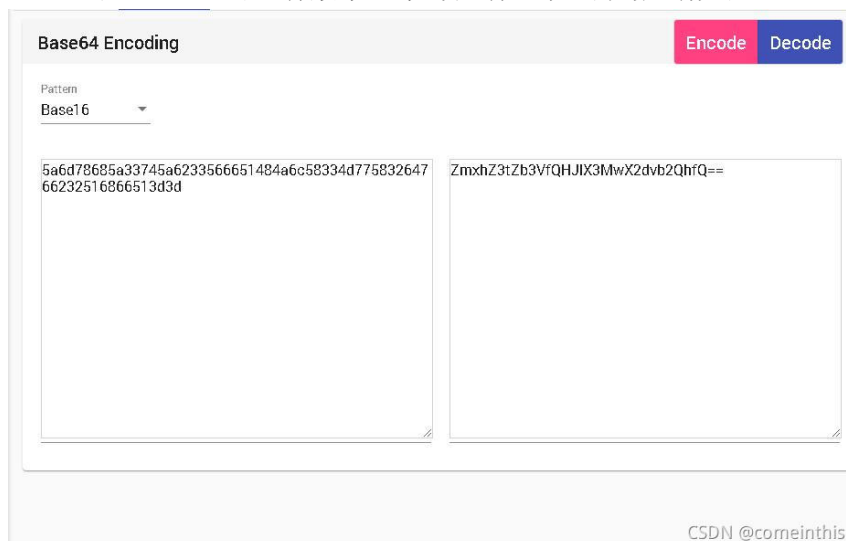 Base64 Encoding
Encode
Decode
Pattern
Base16
5a6d78685a33745a6233566651484a6c58334d775832647
66232516866513d3d
ZmxhZ3tZb3VfQHJlX3MwX2dvb2QhfQ==
CSDN @comeinthis